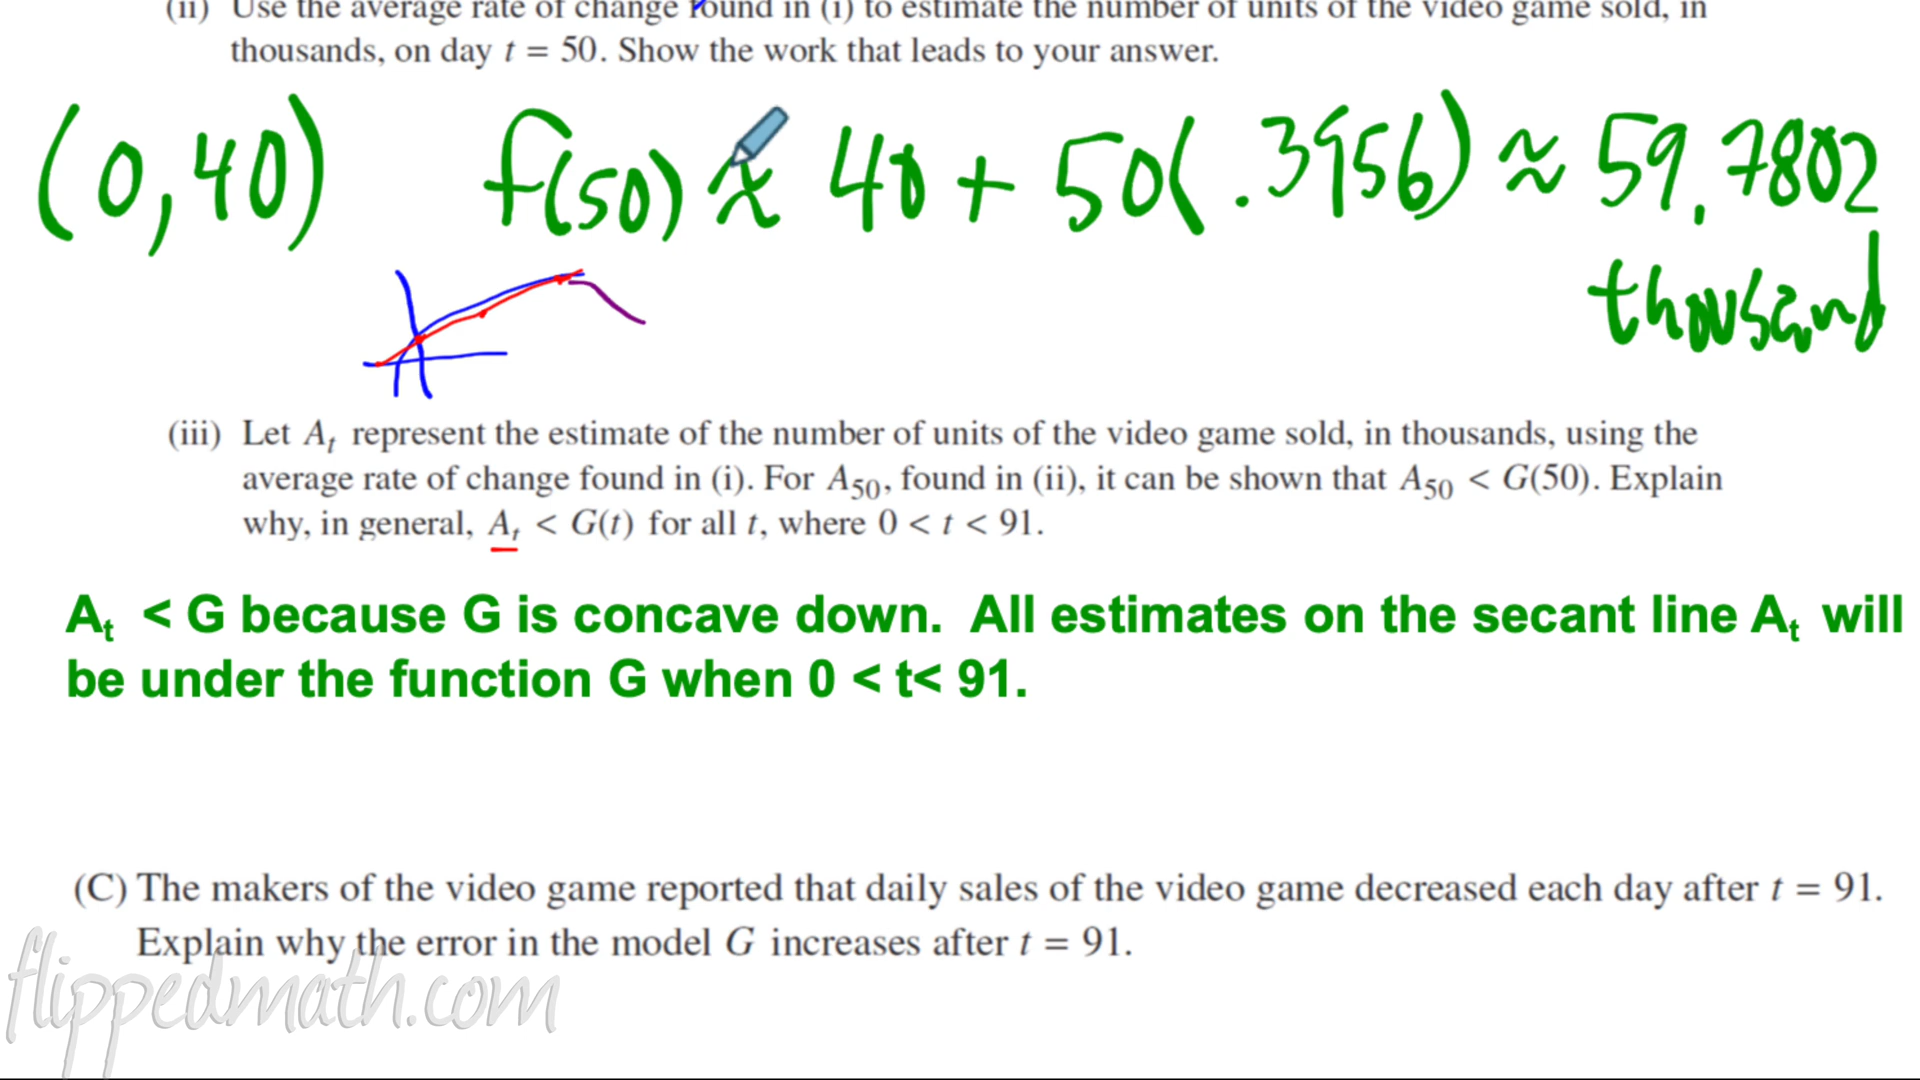 (ii) Use the average rate of change found in (i) to estimate the number of units of the video game sold, in
thousands, on day t = 50. Show the work that leads to your answer.
(0,40) f(50) ≈ 40 + 50(.3956) ≈ 59.7802
thousand
(iii) Let Aₜ represent the estimate of the number of units of the video game sold, in thousands, using the
average rate of change found in (i). For A₅₀, found in (ii), it can be shown that A₅₀ < G(50). Explain
why, in general, Aₜ < G(t) for all t, where 0 < t < 91.
Aₜ < G because G is concave down. All estimates on the secant line Aₜ will
be under the function G when 0 < t< 91.
(C) The makers of the video game reported that daily sales of the video game decreased each day after t = 91.
Explain why the error in the model G increases after t = 91.
flippedmath.com